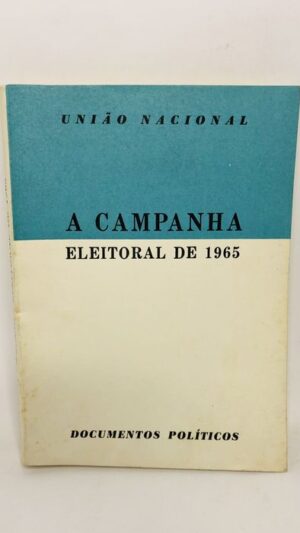 UNIÃO NACIONAL
A CAMPANHA
ELEITORAL DE 1965
DOCUMENTOS POLÍTICOS